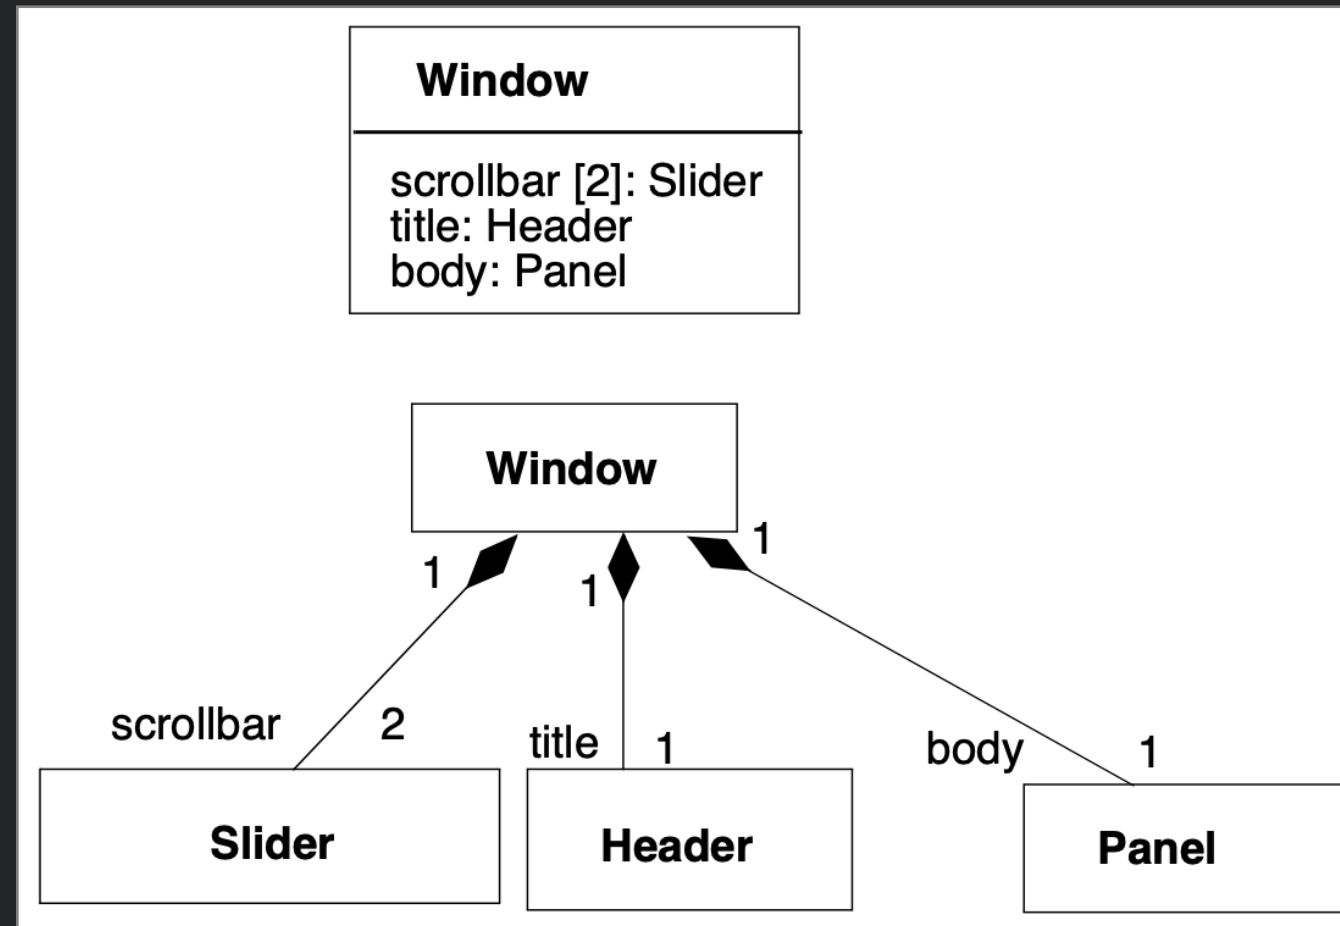 Window
scrollbar [2]: Slider
title: Header
body: Panel
Window
1
1
1
scrollbar
2
title
1
body
1
Slider
Header
Panel